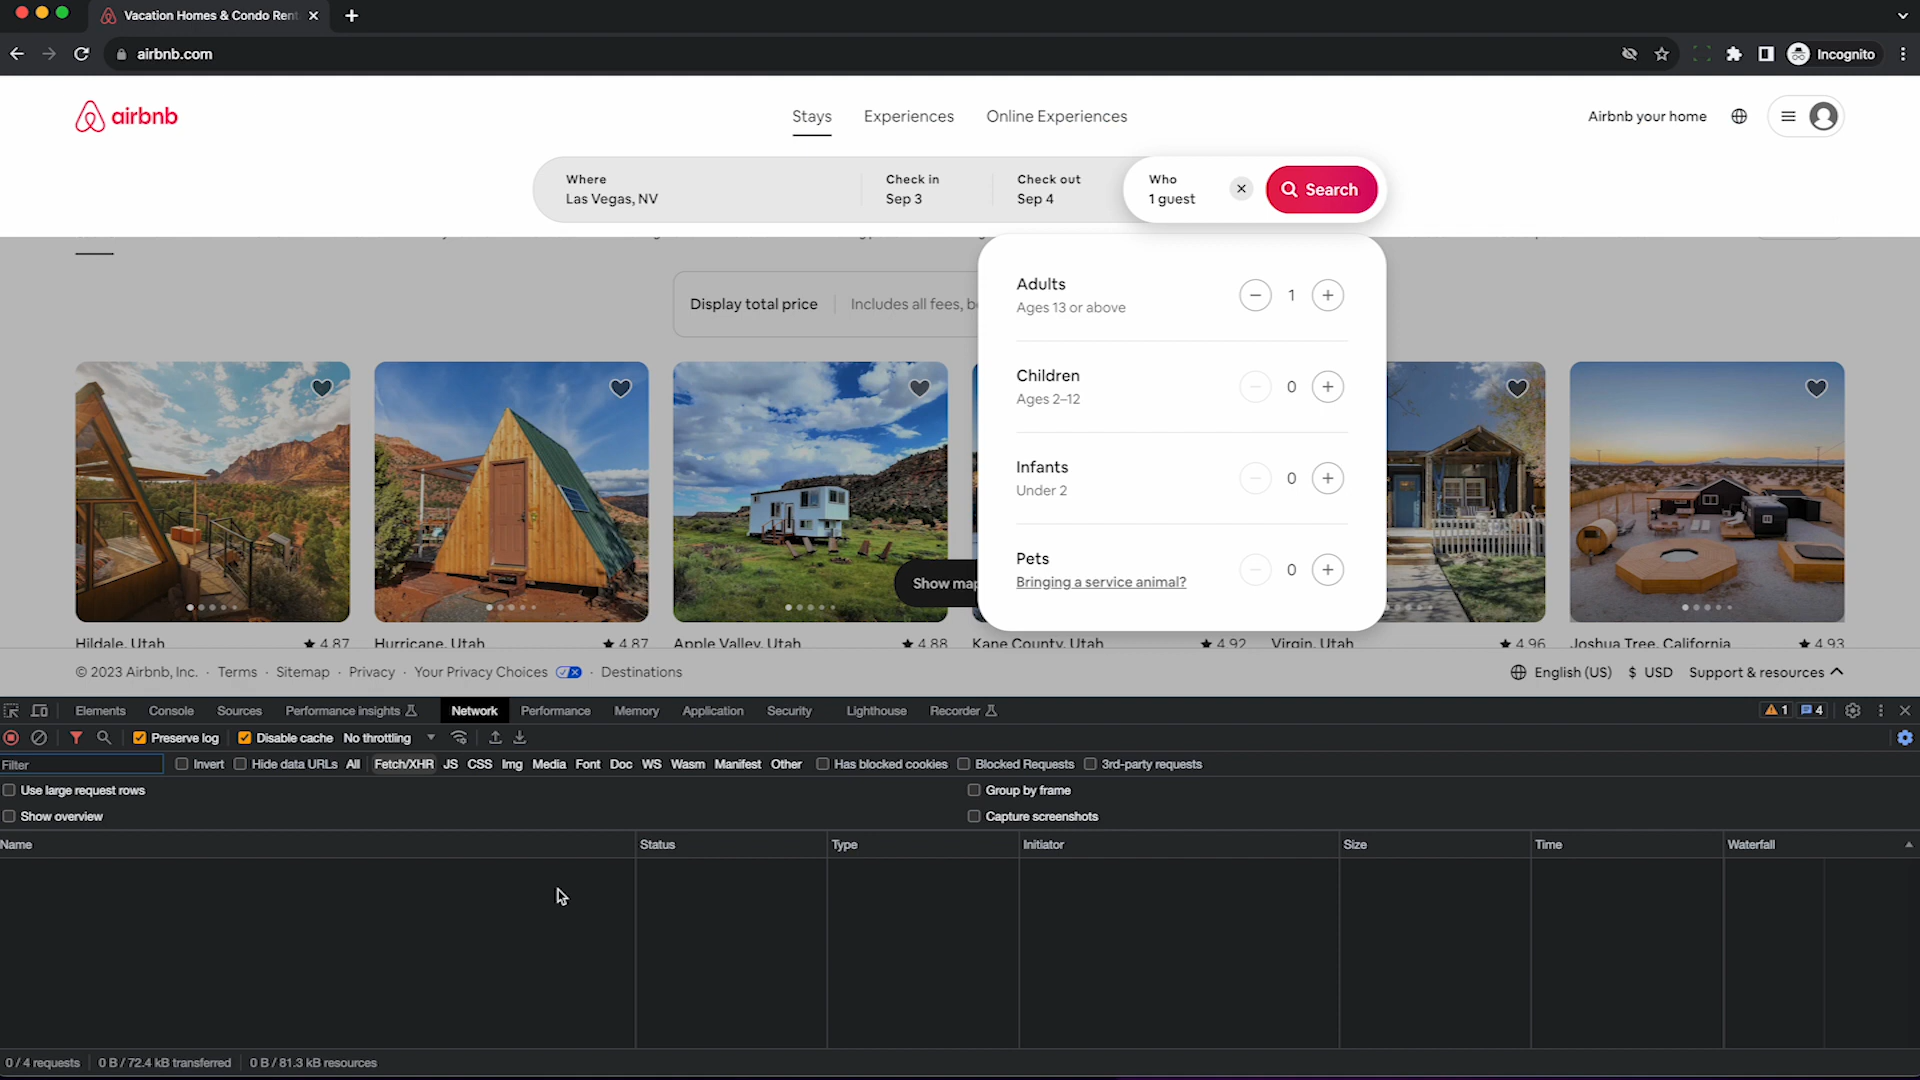 Vacation Homes & Condo Rent
airbnb.com
Incognito
airbnb
Stays
Experiences
Online Experiences
Airbnb your home
Where
Las Vegas, NV
Check in
Sep 3
Check out
Sep 4
Who
1 guest
Search
Adults
Ages 13 or above
1
Children
Ages 2–12
0
Infants
Under 2
0
Pets
Bringing a service animal?
0
Display total price
Includes all fees, b
Show map
Hildale, Utah
4.87
Hurricane, Utah
4.87
Apple Valley, Utah
4.88
Kane County, Utah
4.92
Virgin, Utah
4.96
Joshua Tree, California
4.93
© 2023 Airbnb, Inc. · Terms · Sitemap · Privacy · Your Privacy Choices · Destinations
English (US) $ USD Support & resources
Elements Console Sources Performance insights Network Performance Memory Application Security Lighthouse Recorder
1 4
Preserve log Disable cache No throttling
Filter Invert Hide data URLs All Fetch/XHR JS CSS Img Media Font Doc WS Wasm Manifest Other Has blocked cookies Blocked Requests 3rd-party requests
Use large request rows Group by frame
Show overview Capture screenshots
Name Status Type Initiator Size Time Waterfall
0 / 4 requests 0 B / 72.4 kB transferred 0 B / 81.3 kB resources